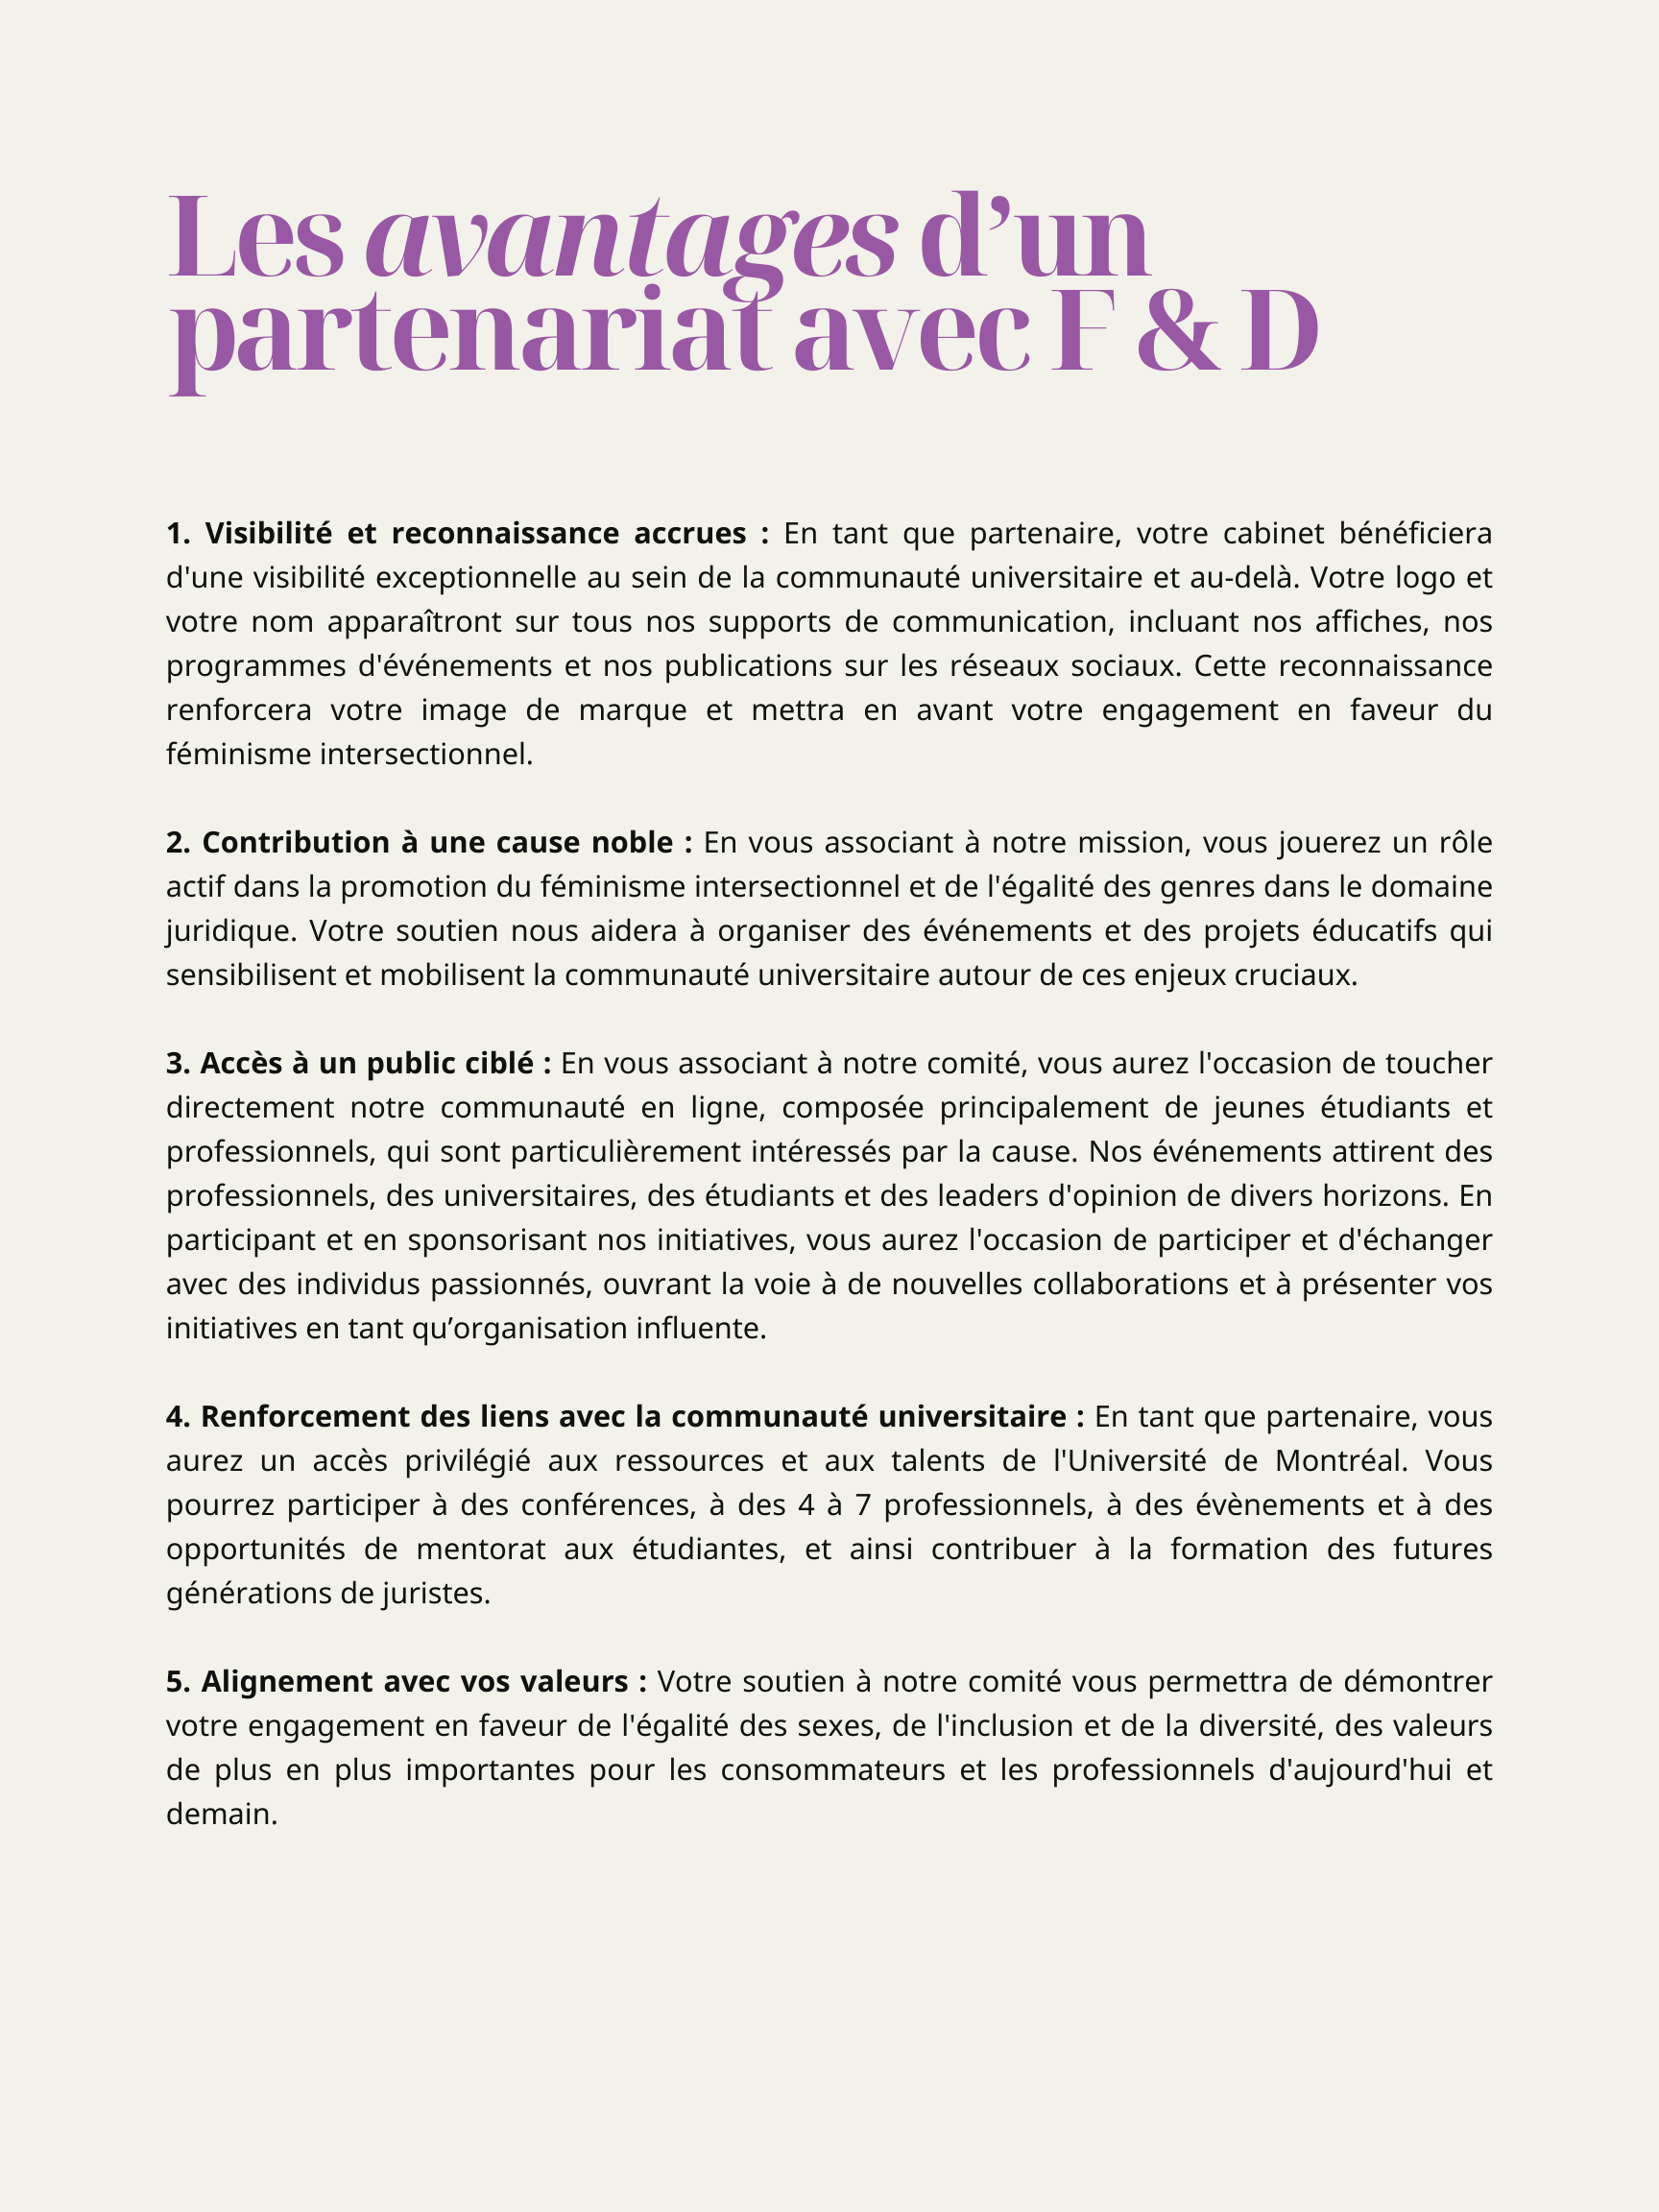 Les avantages d’un
partenariat avec F & D
1. Visibilité et reconnaissance accrues : En tant que partenaire, votre cabinet bénéficiera
d'une visibilité exceptionnelle au sein de la communauté universitaire et au-delà. Votre logo et
votre nom apparaîtront sur tous nos supports de communication, incluant nos affiches, nos
programmes d'événements et nos publications sur les réseaux sociaux. Cette reconnaissance
renforcera votre image de marque et mettra en avant votre engagement en faveur du
féminisme intersectionnel.
2. Contribution à une cause noble : En vous associant à notre mission, vous jouerez un rôle
actif dans la promotion du féminisme intersectionnel et de l'égalité des genres dans le domaine
juridique. Votre soutien nous aidera à organiser des événements et des projets éducatifs qui
sensibilisent et mobilisent la communauté universitaire autour de ces enjeux cruciaux.
3. Accès à un public ciblé : En vous associant à notre comité, vous aurez l'occasion de toucher
directement notre communauté en ligne, composée principalement de jeunes étudiants et
professionnels, qui sont particulièrement intéressés par la cause. Nos événements attirent des
professionnels, des universitaires, des étudiants et des leaders d'opinion de divers horizons. En
participant et en sponsorisant nos initiatives, vous aurez l'occasion de participer et d'échanger
avec des individus passionnés, ouvrant la voie à de nouvelles collaborations et à présenter vos
initiatives en tant qu’organisation influente.
4. Renforcement des liens avec la communauté universitaire : En tant que partenaire, vous
aurez un accès privilégié aux ressources et aux talents de l'Université de Montréal. Vous
pourrez participer à des conférences, à des 4 à 7 professionnels, à des évènements et à des
opportunités de mentorat aux étudiantes, et ainsi contribuer à la formation des futures
générations de juristes.
5. Alignement avec vos valeurs : Votre soutien à notre comité vous permettra de démontrer
votre engagement en faveur de l'égalité des sexes, de l'inclusion et de la diversité, des valeurs
de plus en plus importantes pour les consommateurs et les professionnels d'aujourd'hui et
demain.